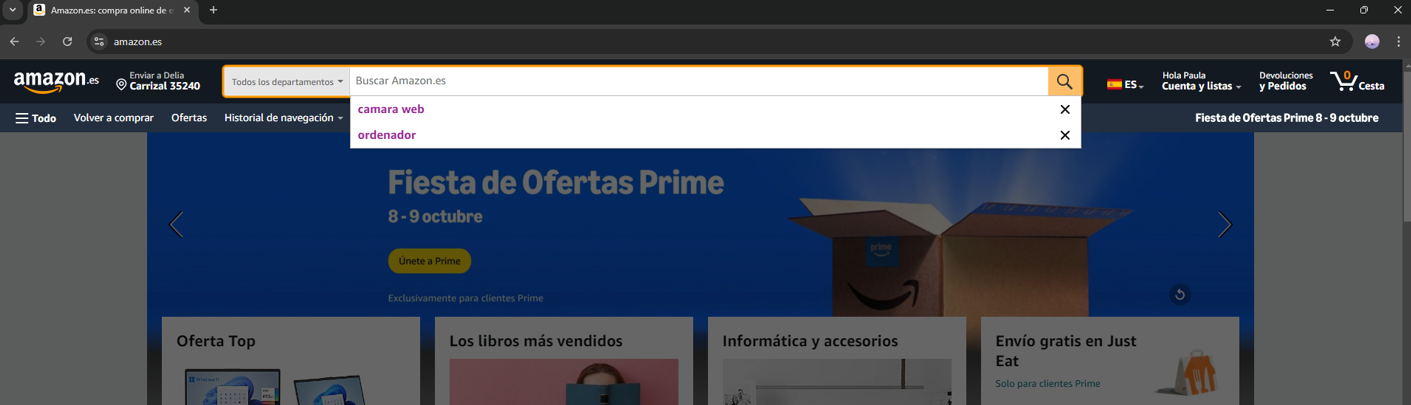 Amazon.es: compra online de e
amazon.es
amazon.es
Enviar a Delia
Carrizal 35240
Todos los departamentos
Buscar Amazon.es
ES
Hola Paula
Cuenta y listas
Devoluciones
y Pedidos
0
Cesta
camara web
ordenador
Todo
Volver a comprar
Ofertas
Historial de navegación
Fiesta de Ofertas Prime 8 - 9 octubre
Fiesta de Ofertas Prime
8 - 9 octubre
Únete a Prime
Exclusivamente para clientes Prime
prime
Oferta Top
Los libros más vendidos
Informática y accesorios
Envío gratis en Just
Eat
Solo para clientes Prime